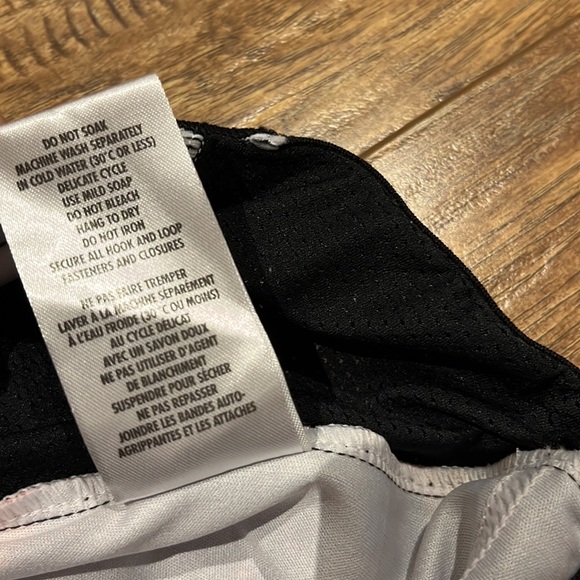 DO NOT SOAK
MACHINE WASH SEPARATELY
IN COLD WATER (30°C OR LESS)
DELICATE CYCLE
USE MILD SOAP
DO NOT BLEACH
HANG TO DRY
DO NOT IRON
SECURE ALL HOOK AND LOOP
FASTENERS AND CLOSURES
NE PAS FAIRE TREMPER
LAVER À LA MACHINE SÉPARÉMENT
À L'EAU FROIDE (30°C OU MOINS)
AU CYCLE DÉLICAT
AVEC UN SAVON DOUX
NE PAS UTILISER D'AGENT
DE BLANCHIMENT
SUSPENDRE POUR SÉCHER
NE PAS REPASSER
JOINDRE LES BANDES AUTO-
AGRIPPANTES ET LES ATTACHES